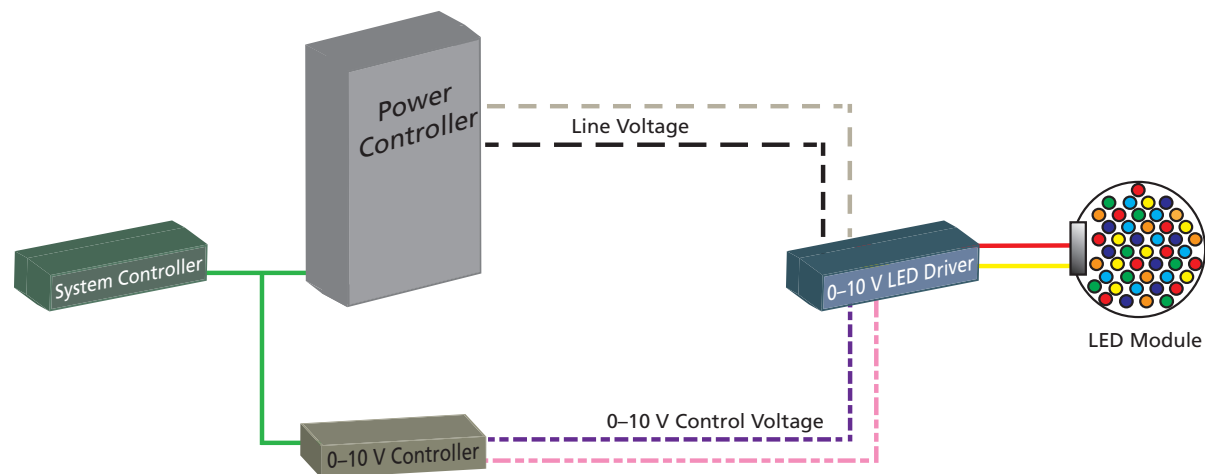 Power
Controller
Line Voltage
System Controller
0–10 V LED Driver
LED Module
0–10 V Control Voltage
0–10 V Controller